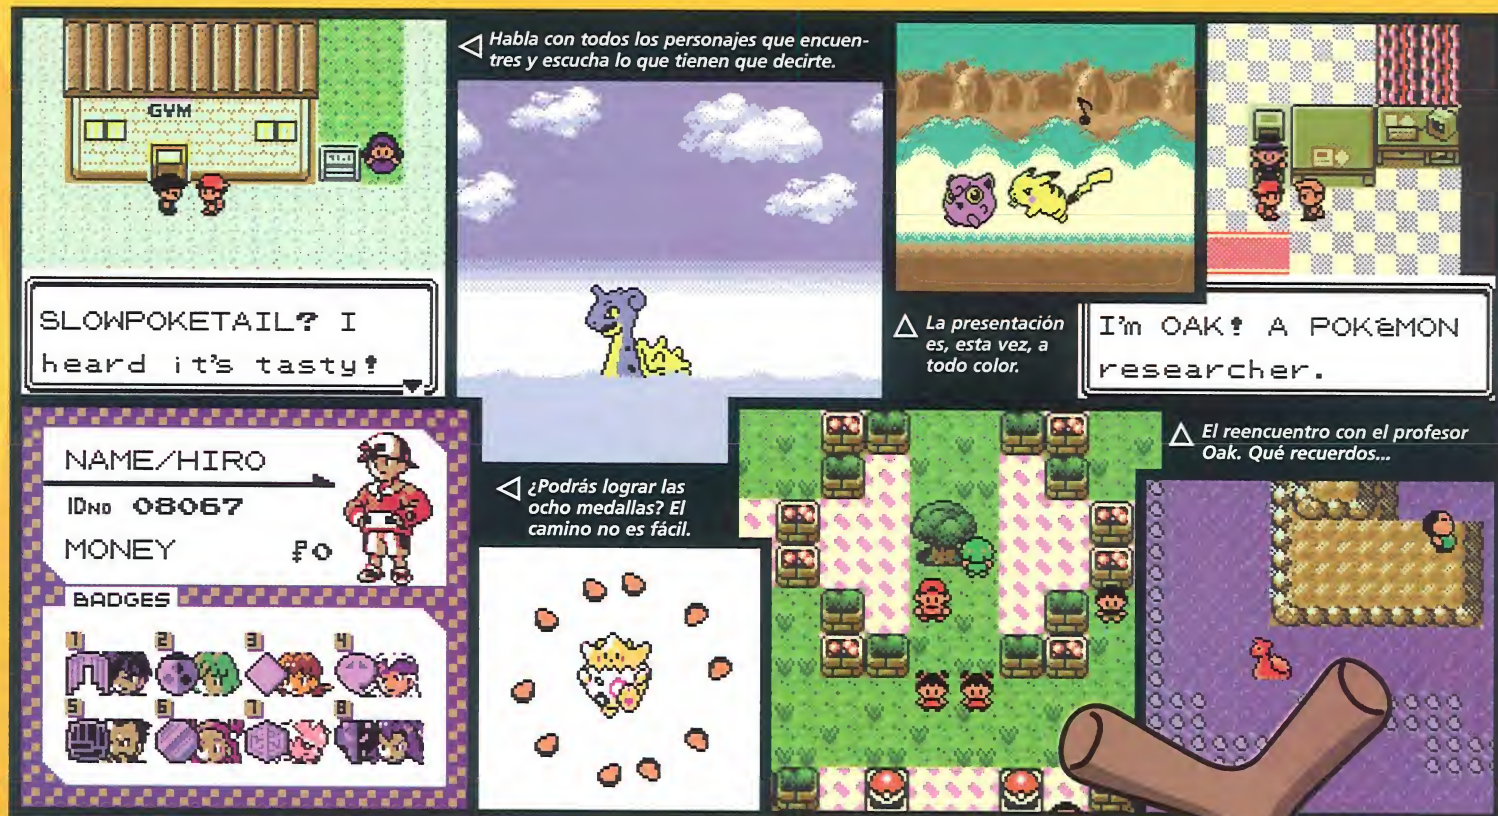 Habla con todos los personajes que encuen-
tres y escucha lo que tienen que decirte.
GYM
SLOWPOKETAIL? I
heard it's tasty!
La presentación
es, esta vez, a
todo color.
I'm OAK! A POKéMON
researcher.
El reencuentro con el profesor
Oak. Qué recuerdos...
NAME/HIRO
IDNo 08067
MONEY ₽0
BADGES
1 2 3 4
5 6 7 8
¿Podrás lograr las
ocho medallas? El
camino no es fácil.